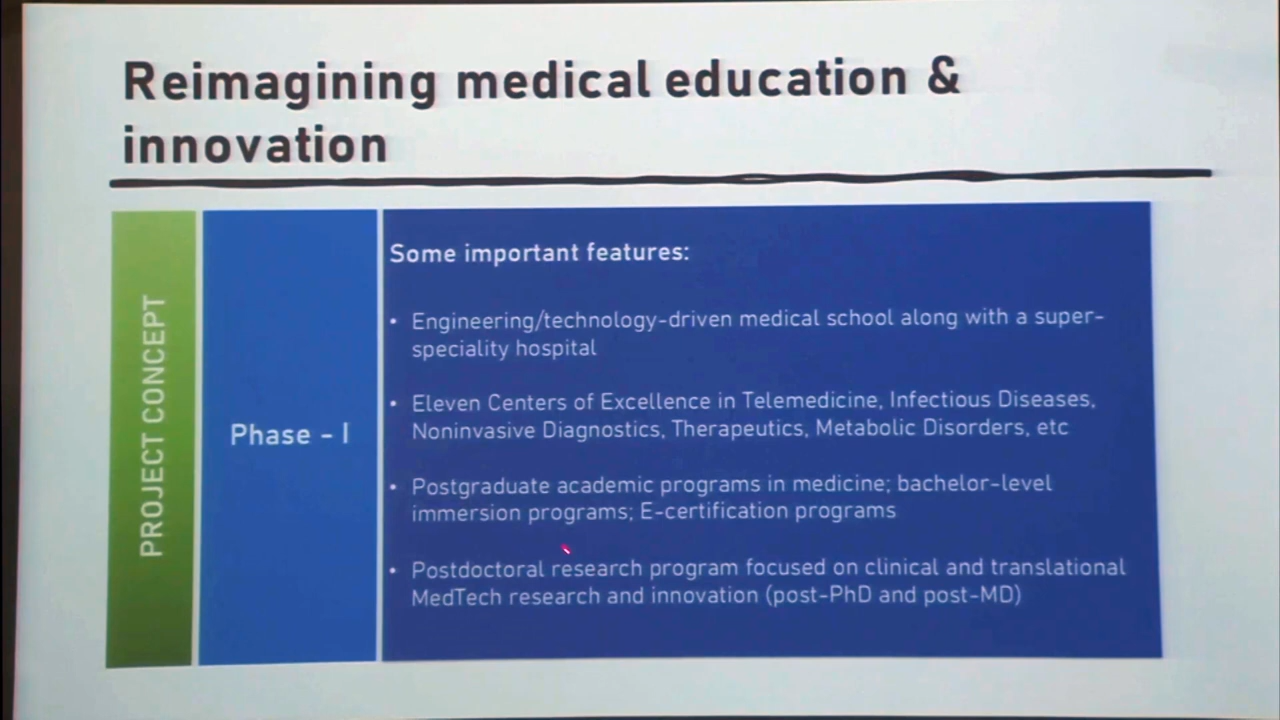 Reimagining medical education &
innovation
PROJECT CONCEPT
Phase - I
Some important features:
• Engineering/technology-driven medical school along with a super-
speciality hospital
• Eleven Centers of Excellence in Telemedicine, Infectious Diseases,
Noninvasive Diagnostics, Therapeutics, Metabolic Disorders, etc
• Postgraduate academic programs in medicine; bachelor-level
immersion programs; E-certification programs
• Postdoctoral research program focused on clinical and translational
MedTech research and innovation (post-PhD and post-MD)